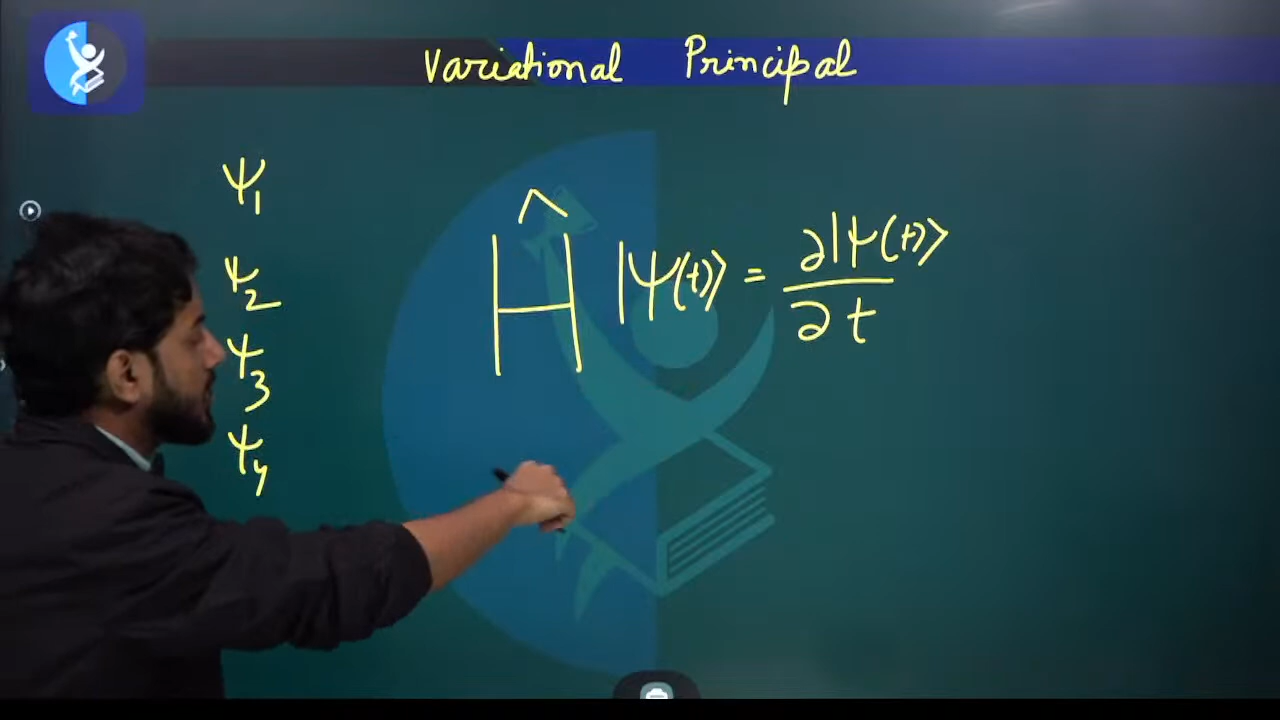 Variational Principal
Ψ1
Ψ2
Ψ3
Ψ4
Ĥ |Ψ(t)⟩ = ∂|Ψ(t)⟩ / ∂t